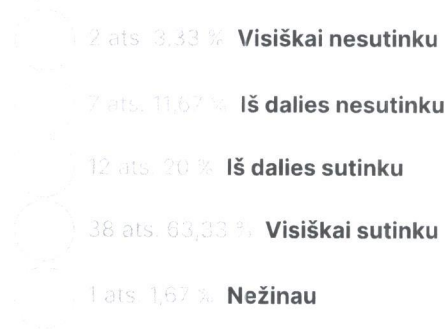 2 ats. 3,33 % Visiškai nesutinku
7 ats. 11,67 % Iš dalies nesutinku
12 ats. 20 % Iš dalies sutinku
38 ats. 63,33 % Visiškai sutinku
1 ats. 1,67 % Nežinau